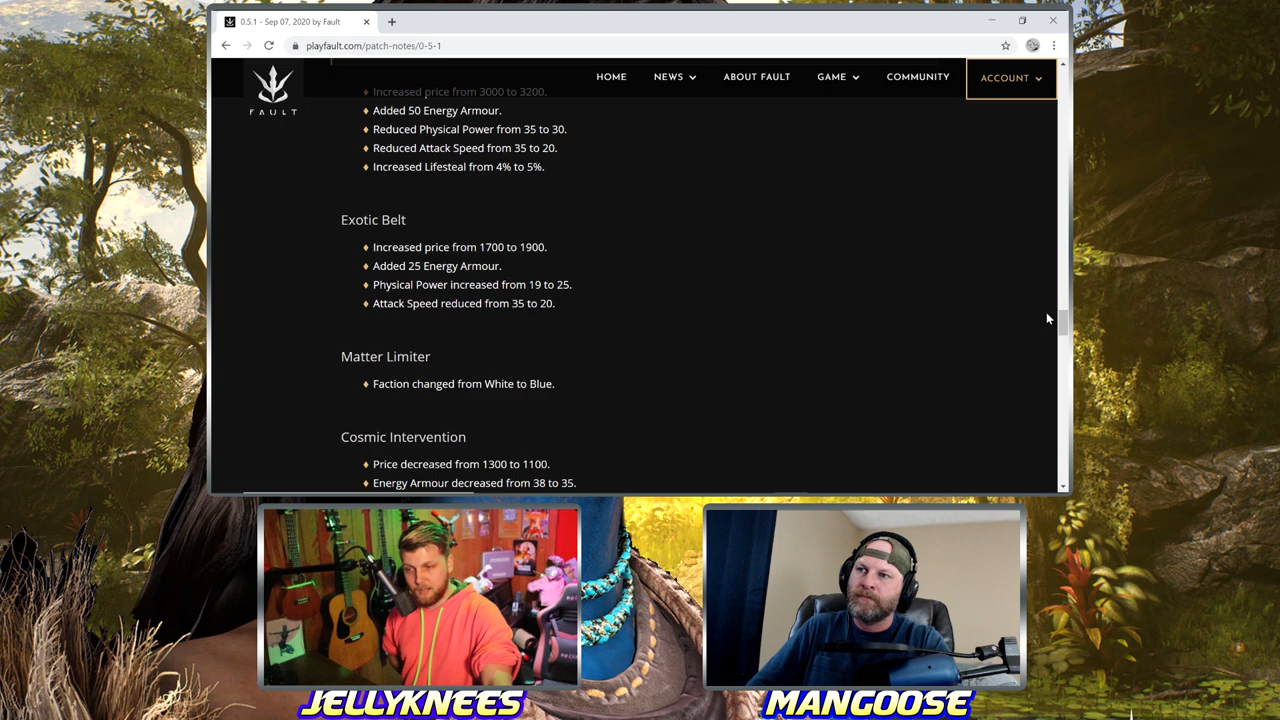 0.5.1 - Sep 07, 2020 by Fault
playfault.com/patch-notes/0-5-1
FAULT
HOME NEWS ABOUT FAULT GAME COMMUNITY ACCOUNT
Increased price from 3000 to 3200.
Added 50 Energy Armour.
Reduced Physical Power from 35 to 30.
Reduced Attack Speed from 35 to 20.
Increased Lifesteal from 4% to 5%.
Exotic Belt
Increased price from 1700 to 1900.
Added 25 Energy Armour.
Physical Power increased from 19 to 25.
Attack Speed reduced from 35 to 20.
Matter Limiter
Faction changed from White to Blue.
Cosmic Intervention
Price decreased from 1300 to 1100.
Energy Armour decreased from 38 to 35.
JELLYKNEES
MANGOOSE